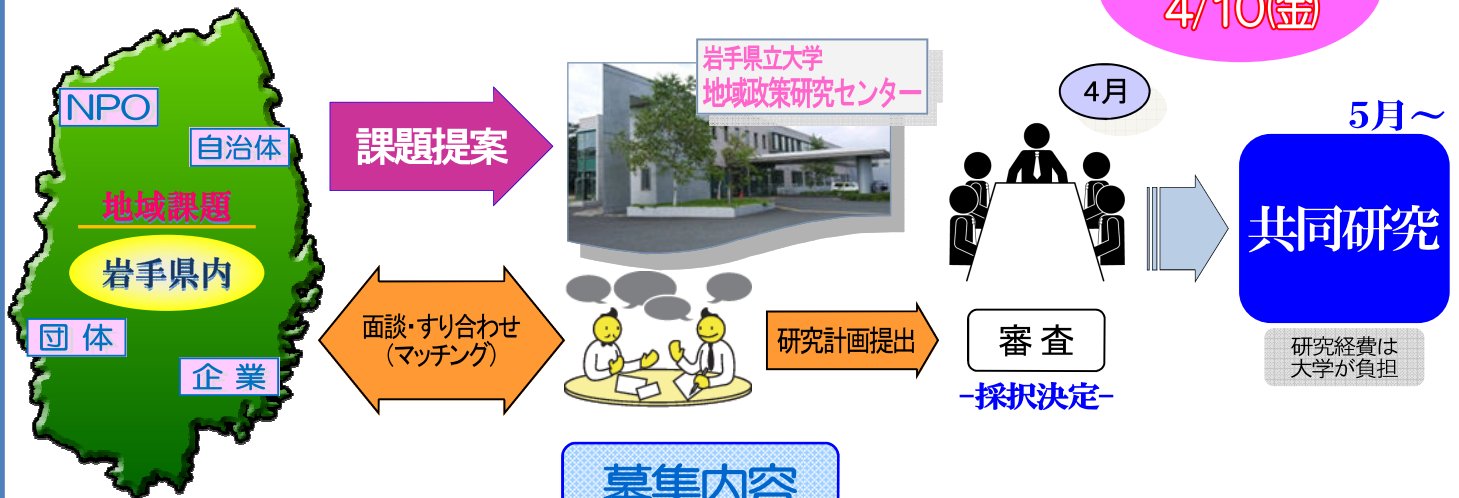 4/10(金)
NPO
自治体
地域課題
岩手県内
団体
企業
課題提案
岩手県立大学
地域政策研究センター
面談・すり合わせ
(マッチング)
研究計画提出
4月
審査
-採択決定-
5月～
共同研究
研究経費は
大学が負担
募集内容